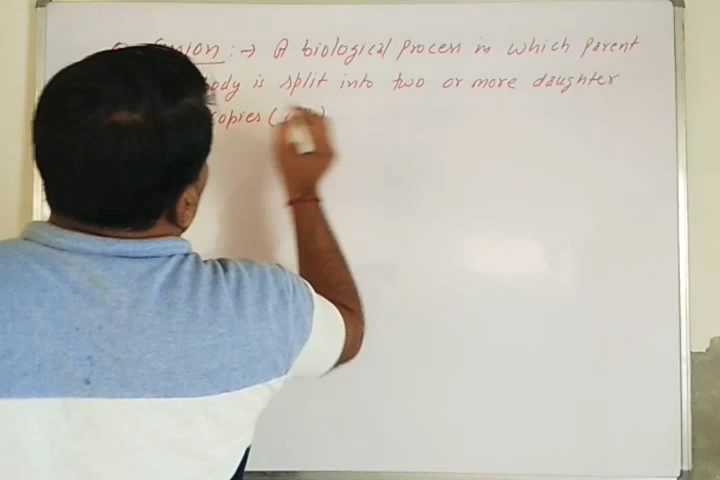 : → A biological process in which parent
body is split into two or more daughter
copies (